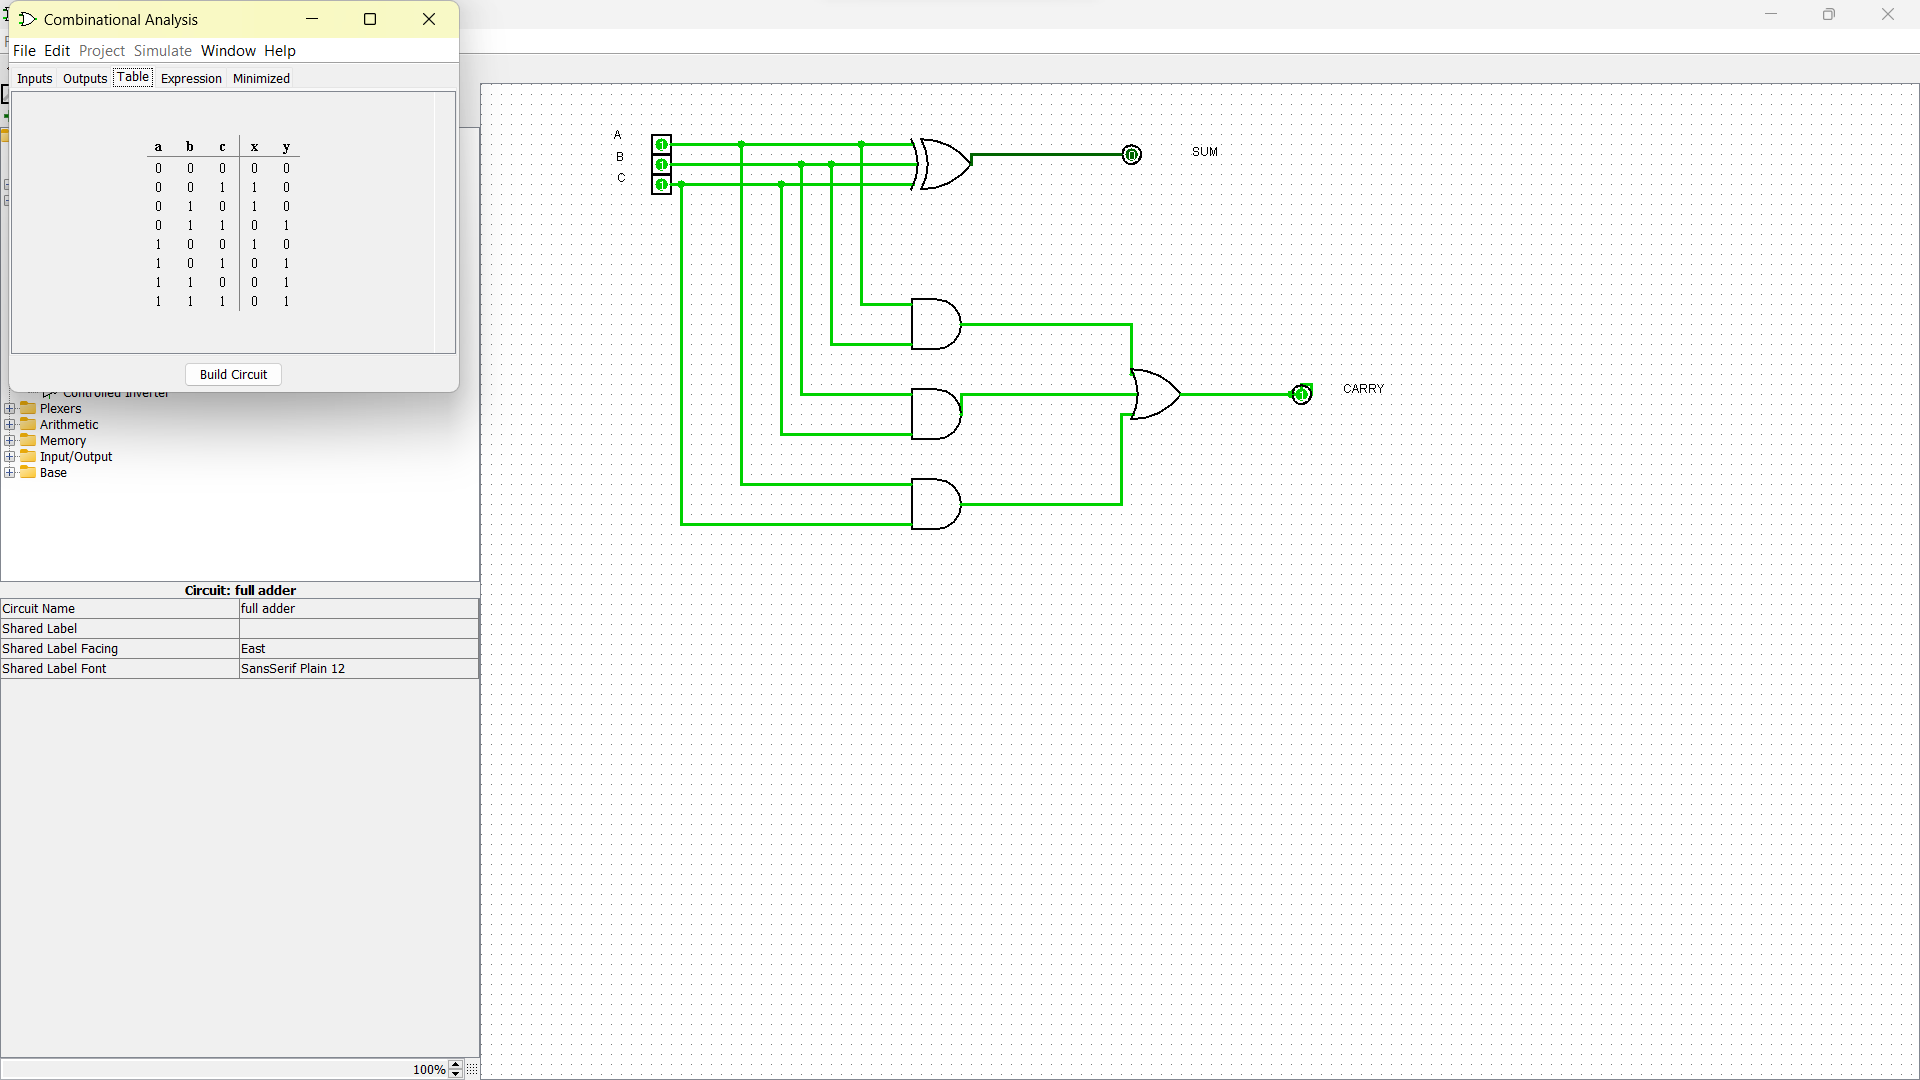 Combinational Analysis
File Edit Project Simulate Window Help
Inputs Outputs Table Expression Minimized
a b c x y
0 0 0 0 0
0 0 1 1 0
0 1 0 1 0
0 1 1 0 1
1 0 0 1 0
1 0 1 0 1
1 1 0 0 1
1 1 1 0 1
Build Circuit
Controlled Inverter
Plexers
Arithmetic
Memory
Input/Output
Base
Circuit: full adder
Circuit Name full adder
Shared Label
Shared Label Facing East
Shared Label Font SansSerif Plain 12
100%
A
1
B
1
C
1
0
SUM
1
CARRY